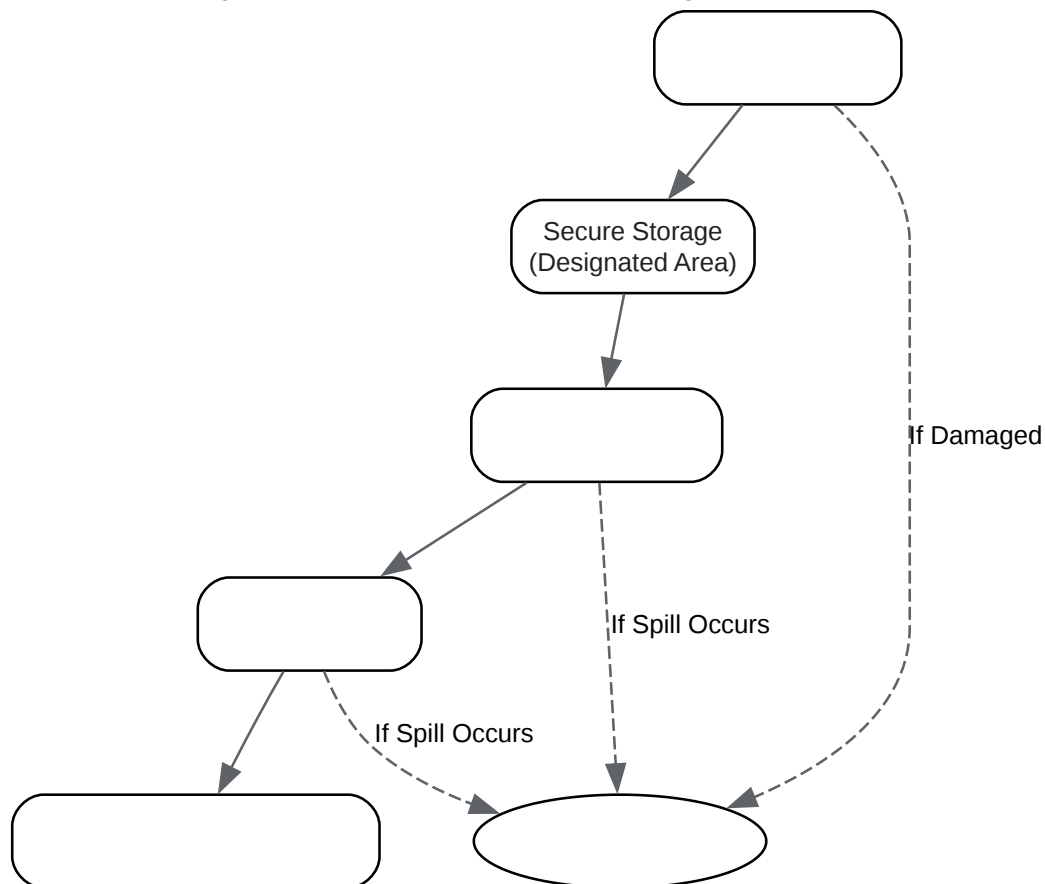 Secure Storage
(Designated Area)
If Damaged
If Spill Occurs
If Spill Occurs